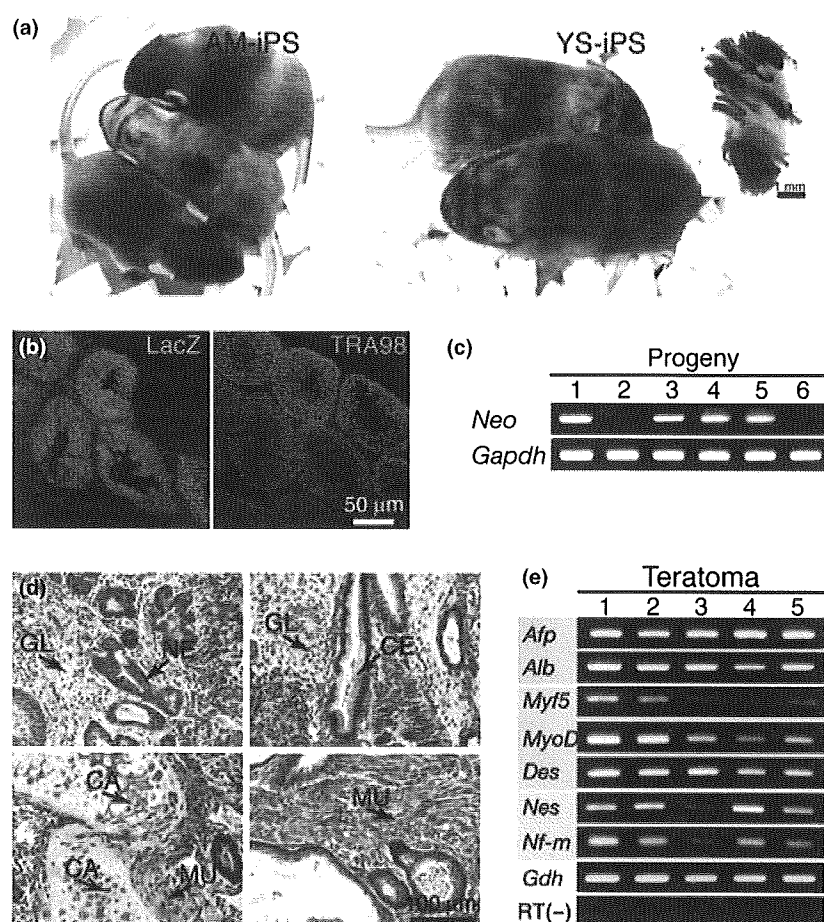 (a)
AM-iPS
YS-iPS
1 mm
(b)
LacZ
TRA98
50 μm
(c)
Progeny
1 2 3 4 5 6
Neo
Gapdh
(d)
GL
NE
GL
CE
CA
CA
MU
MU
100 μm
(e)
Teratoma
1 2 3 4 5
Afp
Alb
Myf5
MyoD
Des
Nes
Nf-m
Gdh
RT(−)